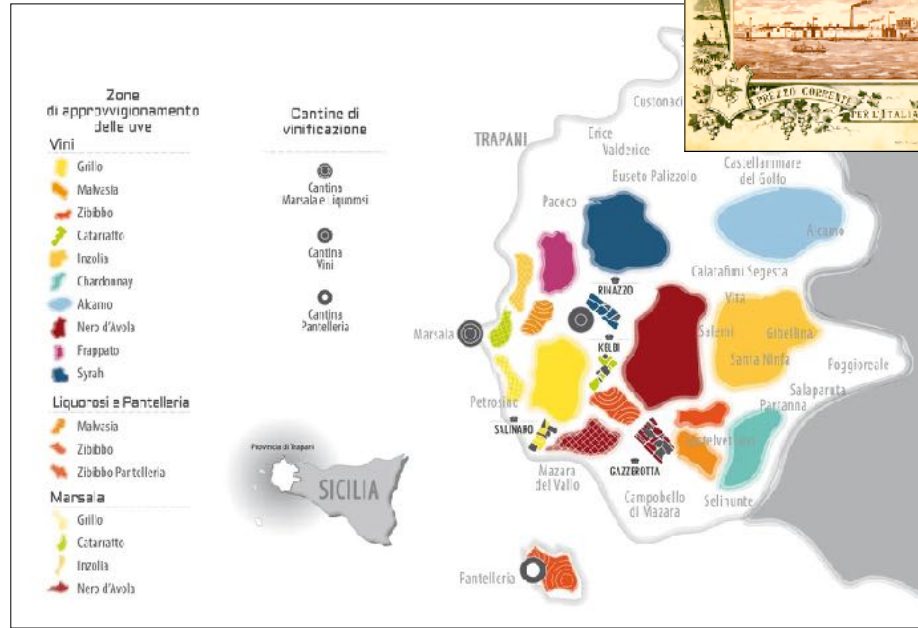 Zone
di approvvigionamento
delle uve
Vini
Grillo
Malvasia
Zibibbo
Catarratto
Inzolia
Chardonnay
Alcamo
Nero d'Avola
Frappato
Syrah
Liquorosi e Pantelleria
Malvasia
Zibibbo
Zibibbo Pantelleria
Marsala
Grillo
Catarratto
Inzolia
Nero d'Avola
Cantine di
vinificazione
Cantina
Marsala e Liquorosi
Cantina
Vini
Cantina
Pantelleria
Provincia di Trapani
SICILIA
PREZZO CORRENTE
PER L'ITALIA
Custonaci
TRAPANI
Erice
Valderice
Buseto Palizzolo
Castellammare
del Golfo
Paceco
Alcamo
Calatafimi Segesta
RINAZZO
Vita
Marsala
Salemi
Gibellina
KELBI
Santa Ninfa
Poggioreale
Salaparuta
Petrosino
Partanna
SALINARO
GAZZEROTTA
Mazara
del Vallo
Campobello
di Mazara
Selinunte
Pantelleria